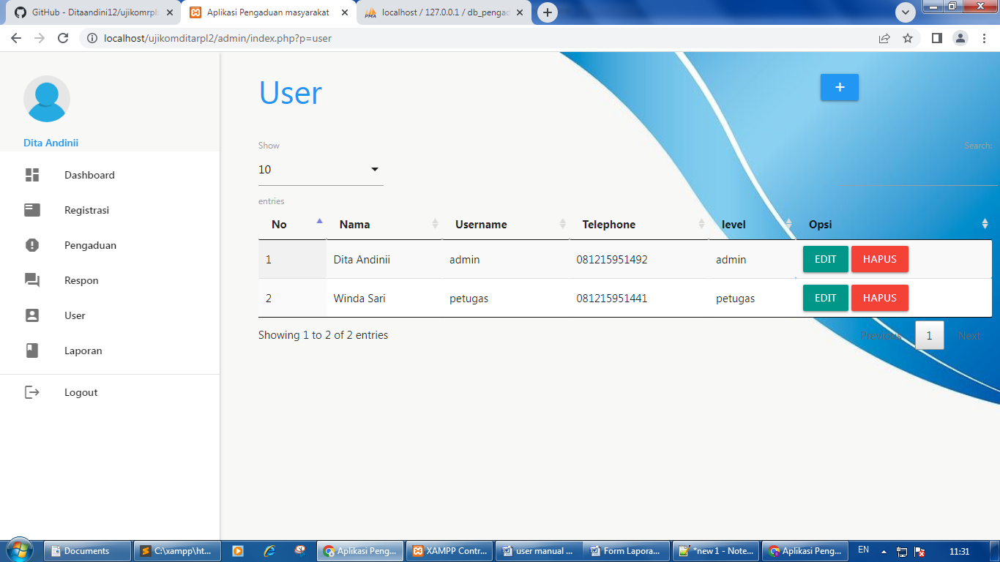 GitHub - Ditaandini12/ujikomrpl
Aplikasi Pengaduan masyarakat
localhost / 127.0.0.1 / db_pengad
localhost/ujikomditarpl2/admin/index.php?p=user
Dita Andinii
Dashboard
Registrasi
Pengaduan
Respon
User
Laporan
Logout
User
+
Show
10
entries
Search:
No Nama Username Telephone level Opsi
1 Dita Andinii admin 081215951492 admin EDIT HAPUS
2 Winda Sari petugas 081215951441 petugas EDIT HAPUS
Showing 1 to 2 of 2 entries
Previous 1 Next
Documents
C:\xampp\ht...
Aplikasi Peng...
XAMPP Contr...
user manual ...
Form Lapora...
*new 1 - Note...
Aplikasi Peng...
EN
11:31